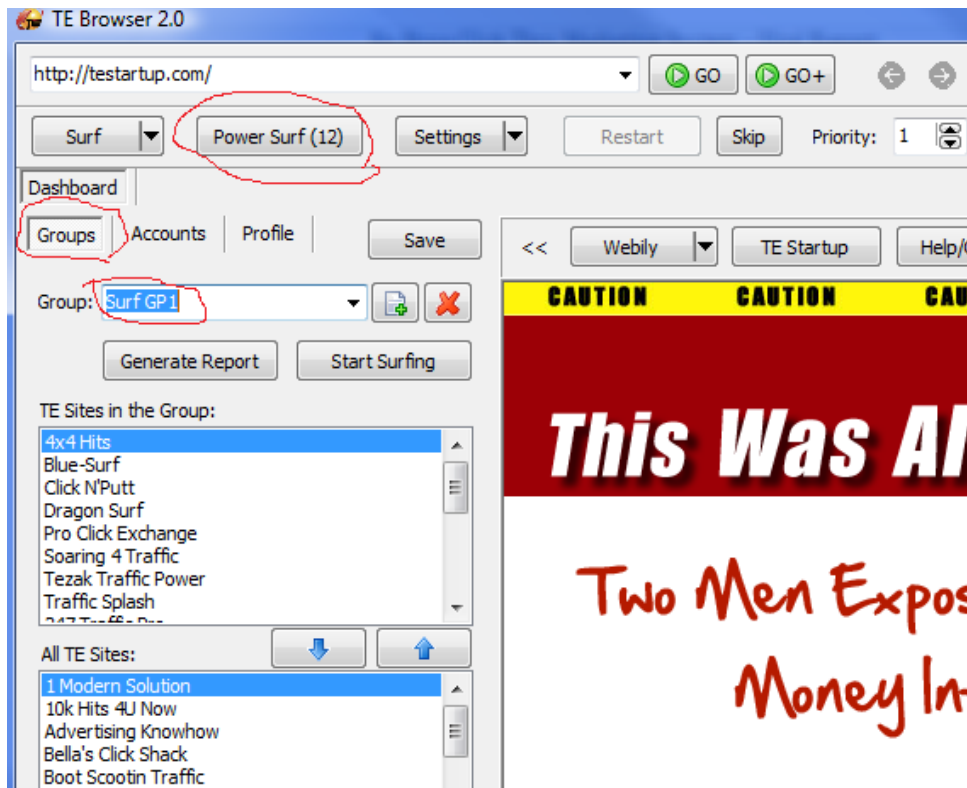 TE Browser 2.0
http://testartup.com/ GO GO+
Surf Power Surf (12) Settings Restart Skip Priority: 1
Dashboard
Groups Accounts Profile Save
<< Webily TE Startup
Group: Surf GP1
CAUTION CAUTION
Generate Report Start Surfing
TE Sites in the Group:
4x4 Hits
Blue-Surf
Click N'Putt
Dragon Surf
Pro Click Exchange
Soaring 4 Traffic
Tezak Traffic Power
Traffic Splash
All TE Sites:
1 Modern Solution
10k Hits 4U Now
Advertising Knowhow
Bella's Click Shack
Boot Scootin Traffic
This Was
Two Men
Money